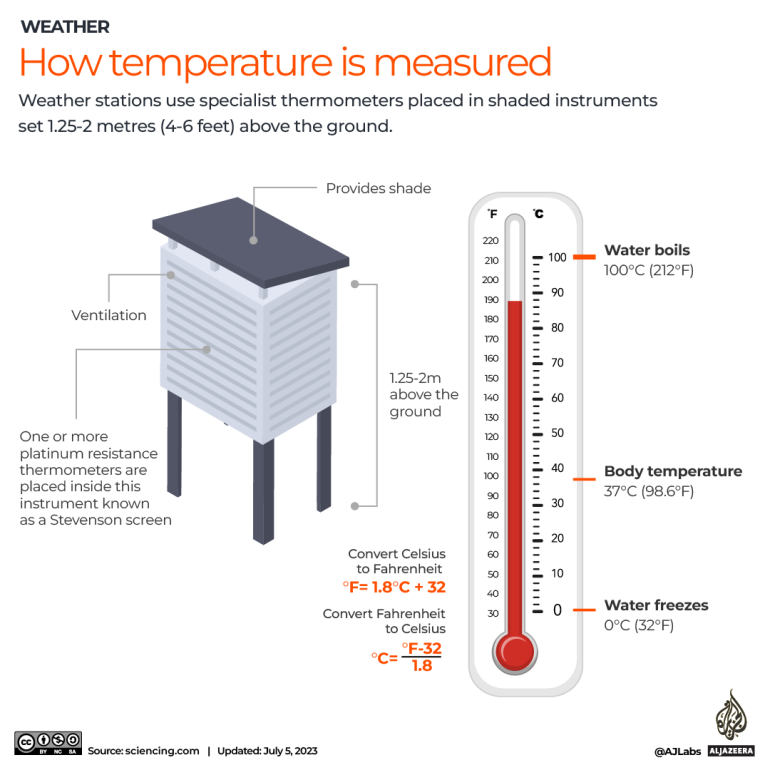 WEATHER
How temperature is measured
Weather stations use specialist thermometers placed in shaded instruments
set 1.25-2 metres (4-6 feet) above the ground.
Provides shade
Ventilation
One or more
platinum resistance
thermometers are
placed inside this
instrument known
as a Stevenson screen
1.25-2m
above the
ground
Convert Celsius
to Fahrenheit
°F= 1.8°C + 32
Convert Fahrenheit
to Celsius
°C= °F-32
1.8
°F °C
220
210
200
190
180
170
160
150
140
130
120
110
100
90
80
70
60
50
40
30
100
90
80
70
60
50
40
30
20
10
0
Water boils
100°C (212°F)
Body temperature
37°C (98.6°F)
Water freezes
0°C (32°F)
cc BY NC SA
Source: sciencing.com | Updated: July 5, 2023
@AJLabs ALJAZEERA